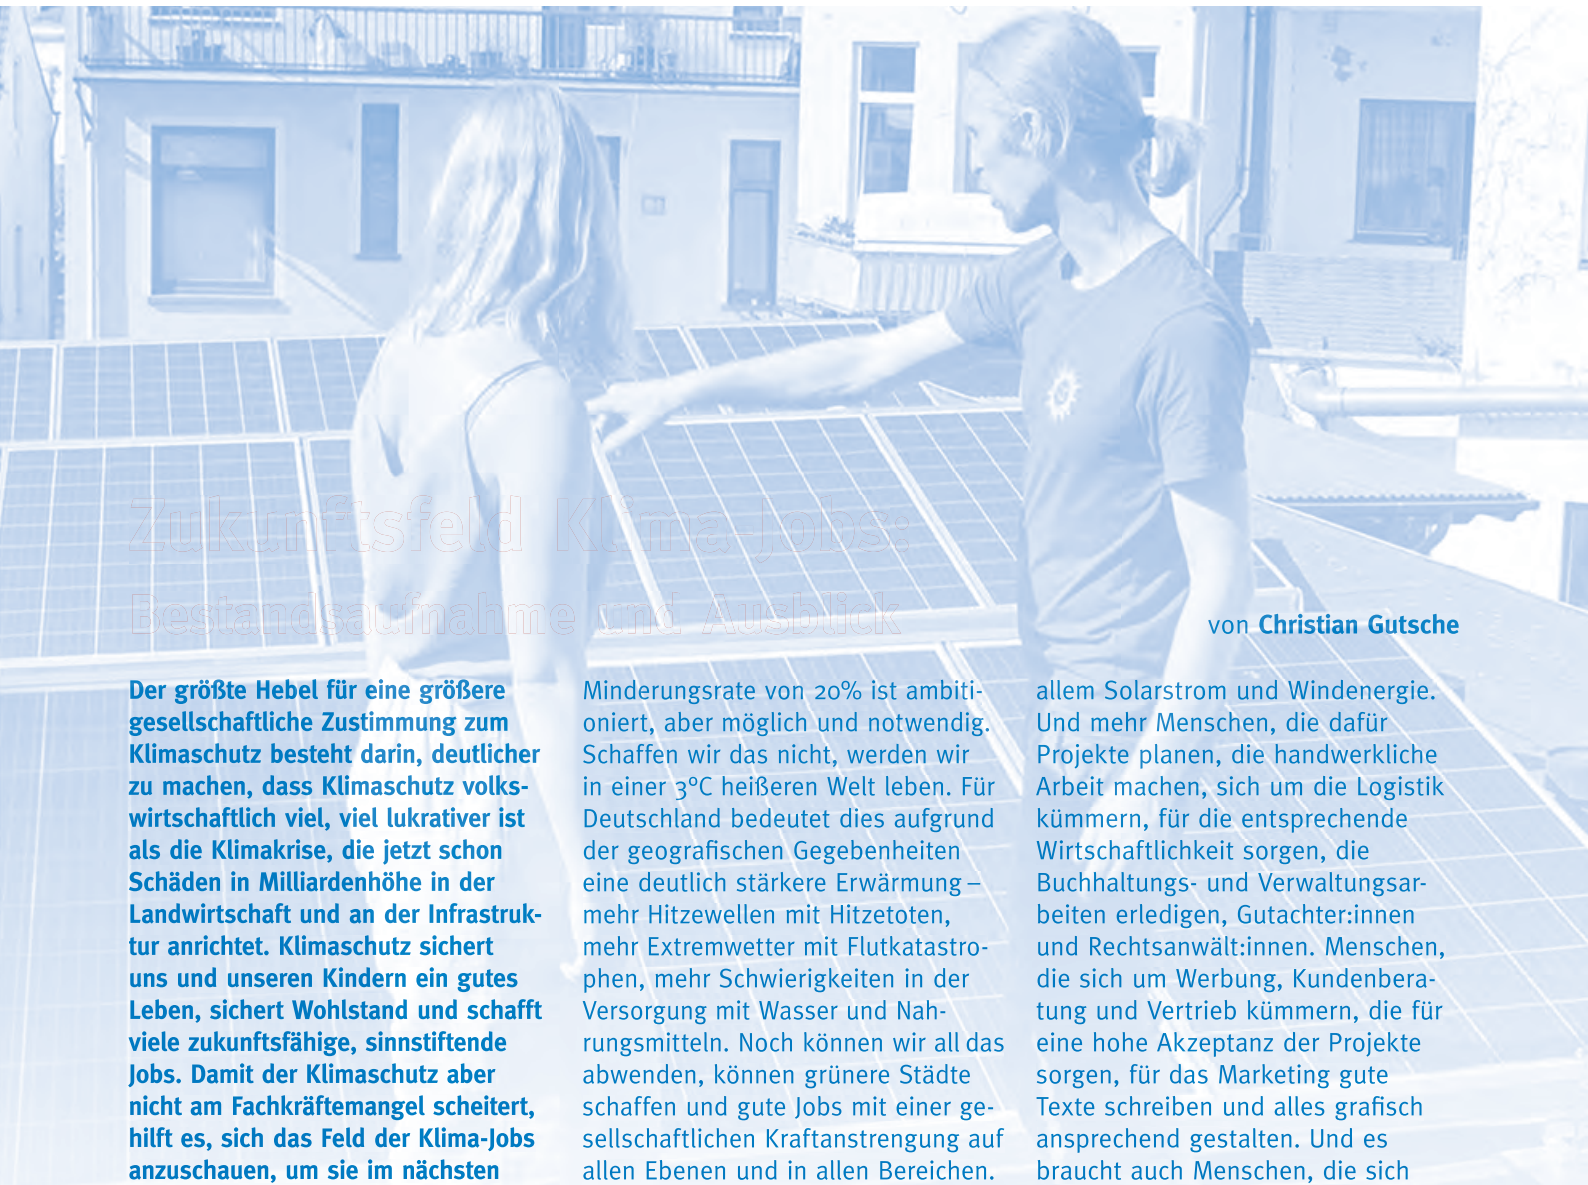 Zukunftsfeld Klima-Jobs:
Bestandsaufnahme und Ausblick
von Christian Gutsche
Der größte Hebel für eine größere
gesellschaftliche Zustimmung zum
Klimaschutz besteht darin, deutlicher
zu machen, dass Klimaschutz volks-
wirtschaftlich viel, viel lukrativer ist
als die Klimakrise, die jetzt schon
Schäden in Milliardenhöhe in der
Landwirtschaft und an der Infrastruk-
tur anrichtet. Klimaschutz sichert
uns und unseren Kindern ein gutes
Leben, sichert Wohlstand und schafft
viele zukunftsfähige, sinnstiftende
Jobs. Damit der Klimaschutz aber
nicht am Fachkräftemangel scheitert,
hilft es, sich das Feld der Klima-Jobs
anzuschauen, um sie im nächsten
Minderungsrate von 20% ist ambiti-
oniert, aber möglich und notwendig.
Schaffen wir das nicht, werden wir
in einer 3°C heißeren Welt leben. Für
Deutschland bedeutet dies aufgrund
der geografischen Gegebenheiten
eine deutlich stärkere Erwärmung –
mehr Hitzewellen mit Hitzetoten,
mehr Extremwetter mit Flutkatastro-
phen, mehr Schwierigkeiten in der
Versorgung mit Wasser und Nah-
rungsmitteln. Noch können wir all das
abwenden, können grünere Städte
schaffen und gute Jobs mit einer ge-
sellschaftlichen Kraftanstrengung auf
allen Ebenen und in allen Bereichen.
allem Solarstrom und Windenergie.
Und mehr Menschen, die dafür
Projekte planen, die handwerkliche
Arbeit machen, sich um die Logistik
kümmern, für die entsprechende
Wirtschaftlichkeit sorgen, die
Buchhaltungs- und Verwaltungsar-
beiten erledigen, Gutachter:innen
und Rechtsanwält:innen. Menschen,
die sich um Werbung, Kundenbera-
tung und Vertrieb kümmern, die für
eine hohe Akzeptanz der Projekte
sorgen, für das Marketing gute
Texte schreiben und alles grafisch
ansprechend gestalten. Und es
braucht auch Menschen, die sich